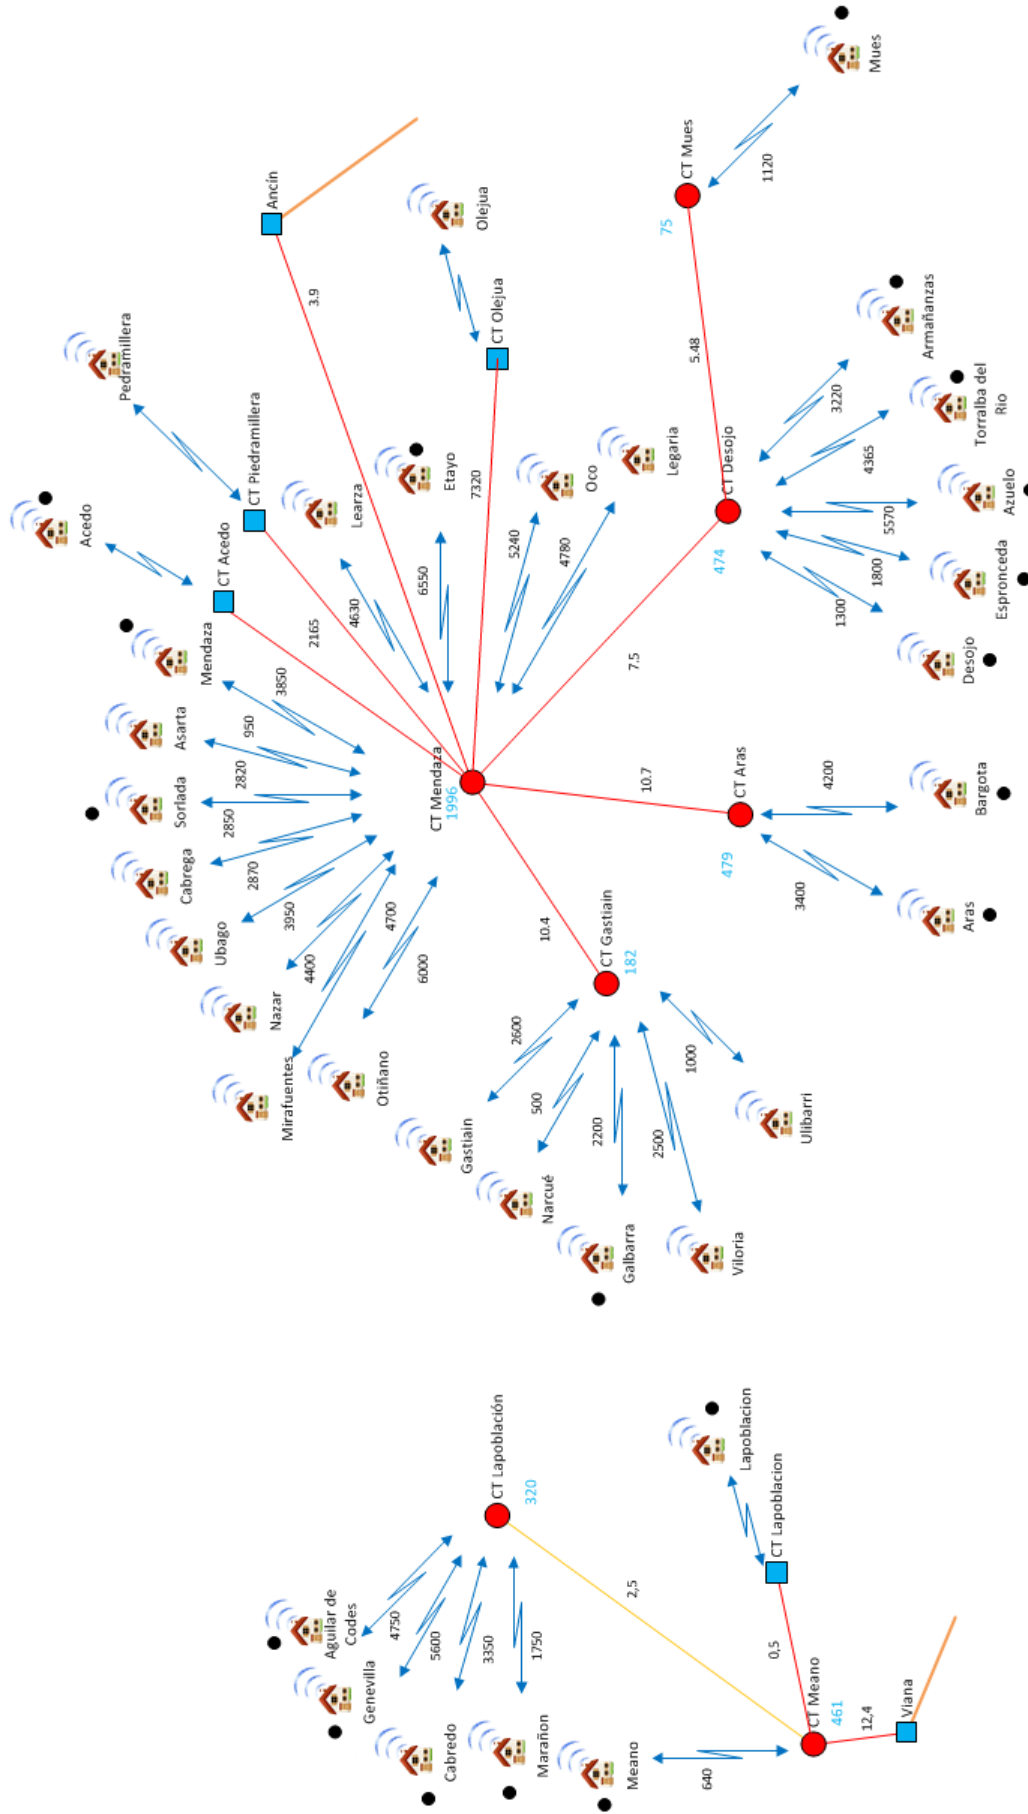 Aguilar de
Codes
Genevilla
Cabredo
Marañon
Meano
4750
5600
3350
1750
640
CT Lapoblación
320
2,5
CT Meano
461
12,4
Viana
0,5
CT Lapoblacion
Lapoblacion
Mirafuentes
Nazar
Ubago
Cabrega
Sorlada
Asarta
Mendaza
Acedo
Pedramillera
Otiñano
Gastiain
Narcué
Galbarra
Viloria
Ulibarri
2600
500
2200
2500
1000
CT Gastiain
182
10.4
6000
4700
4400
3950
2870
2850
2820
950
3850
CT Mendaza
1996
CT Acedo
2165
CT Piedramillera
Learza
4630
Ancín
3.9
6550
Etayo
7320
CT Olejua
Olejua
5240
Oco
4780
Legaria
7.5
10.7
CT Aras
479
3400
4200
Aras
Bargota
CT Desojo
474
1300
1800
5570
4365
3220
Desojo
Espronceda
Azuelo
Torralba del
Rio
Armañanzas
5.48
CT Mues
75
1120
Mues